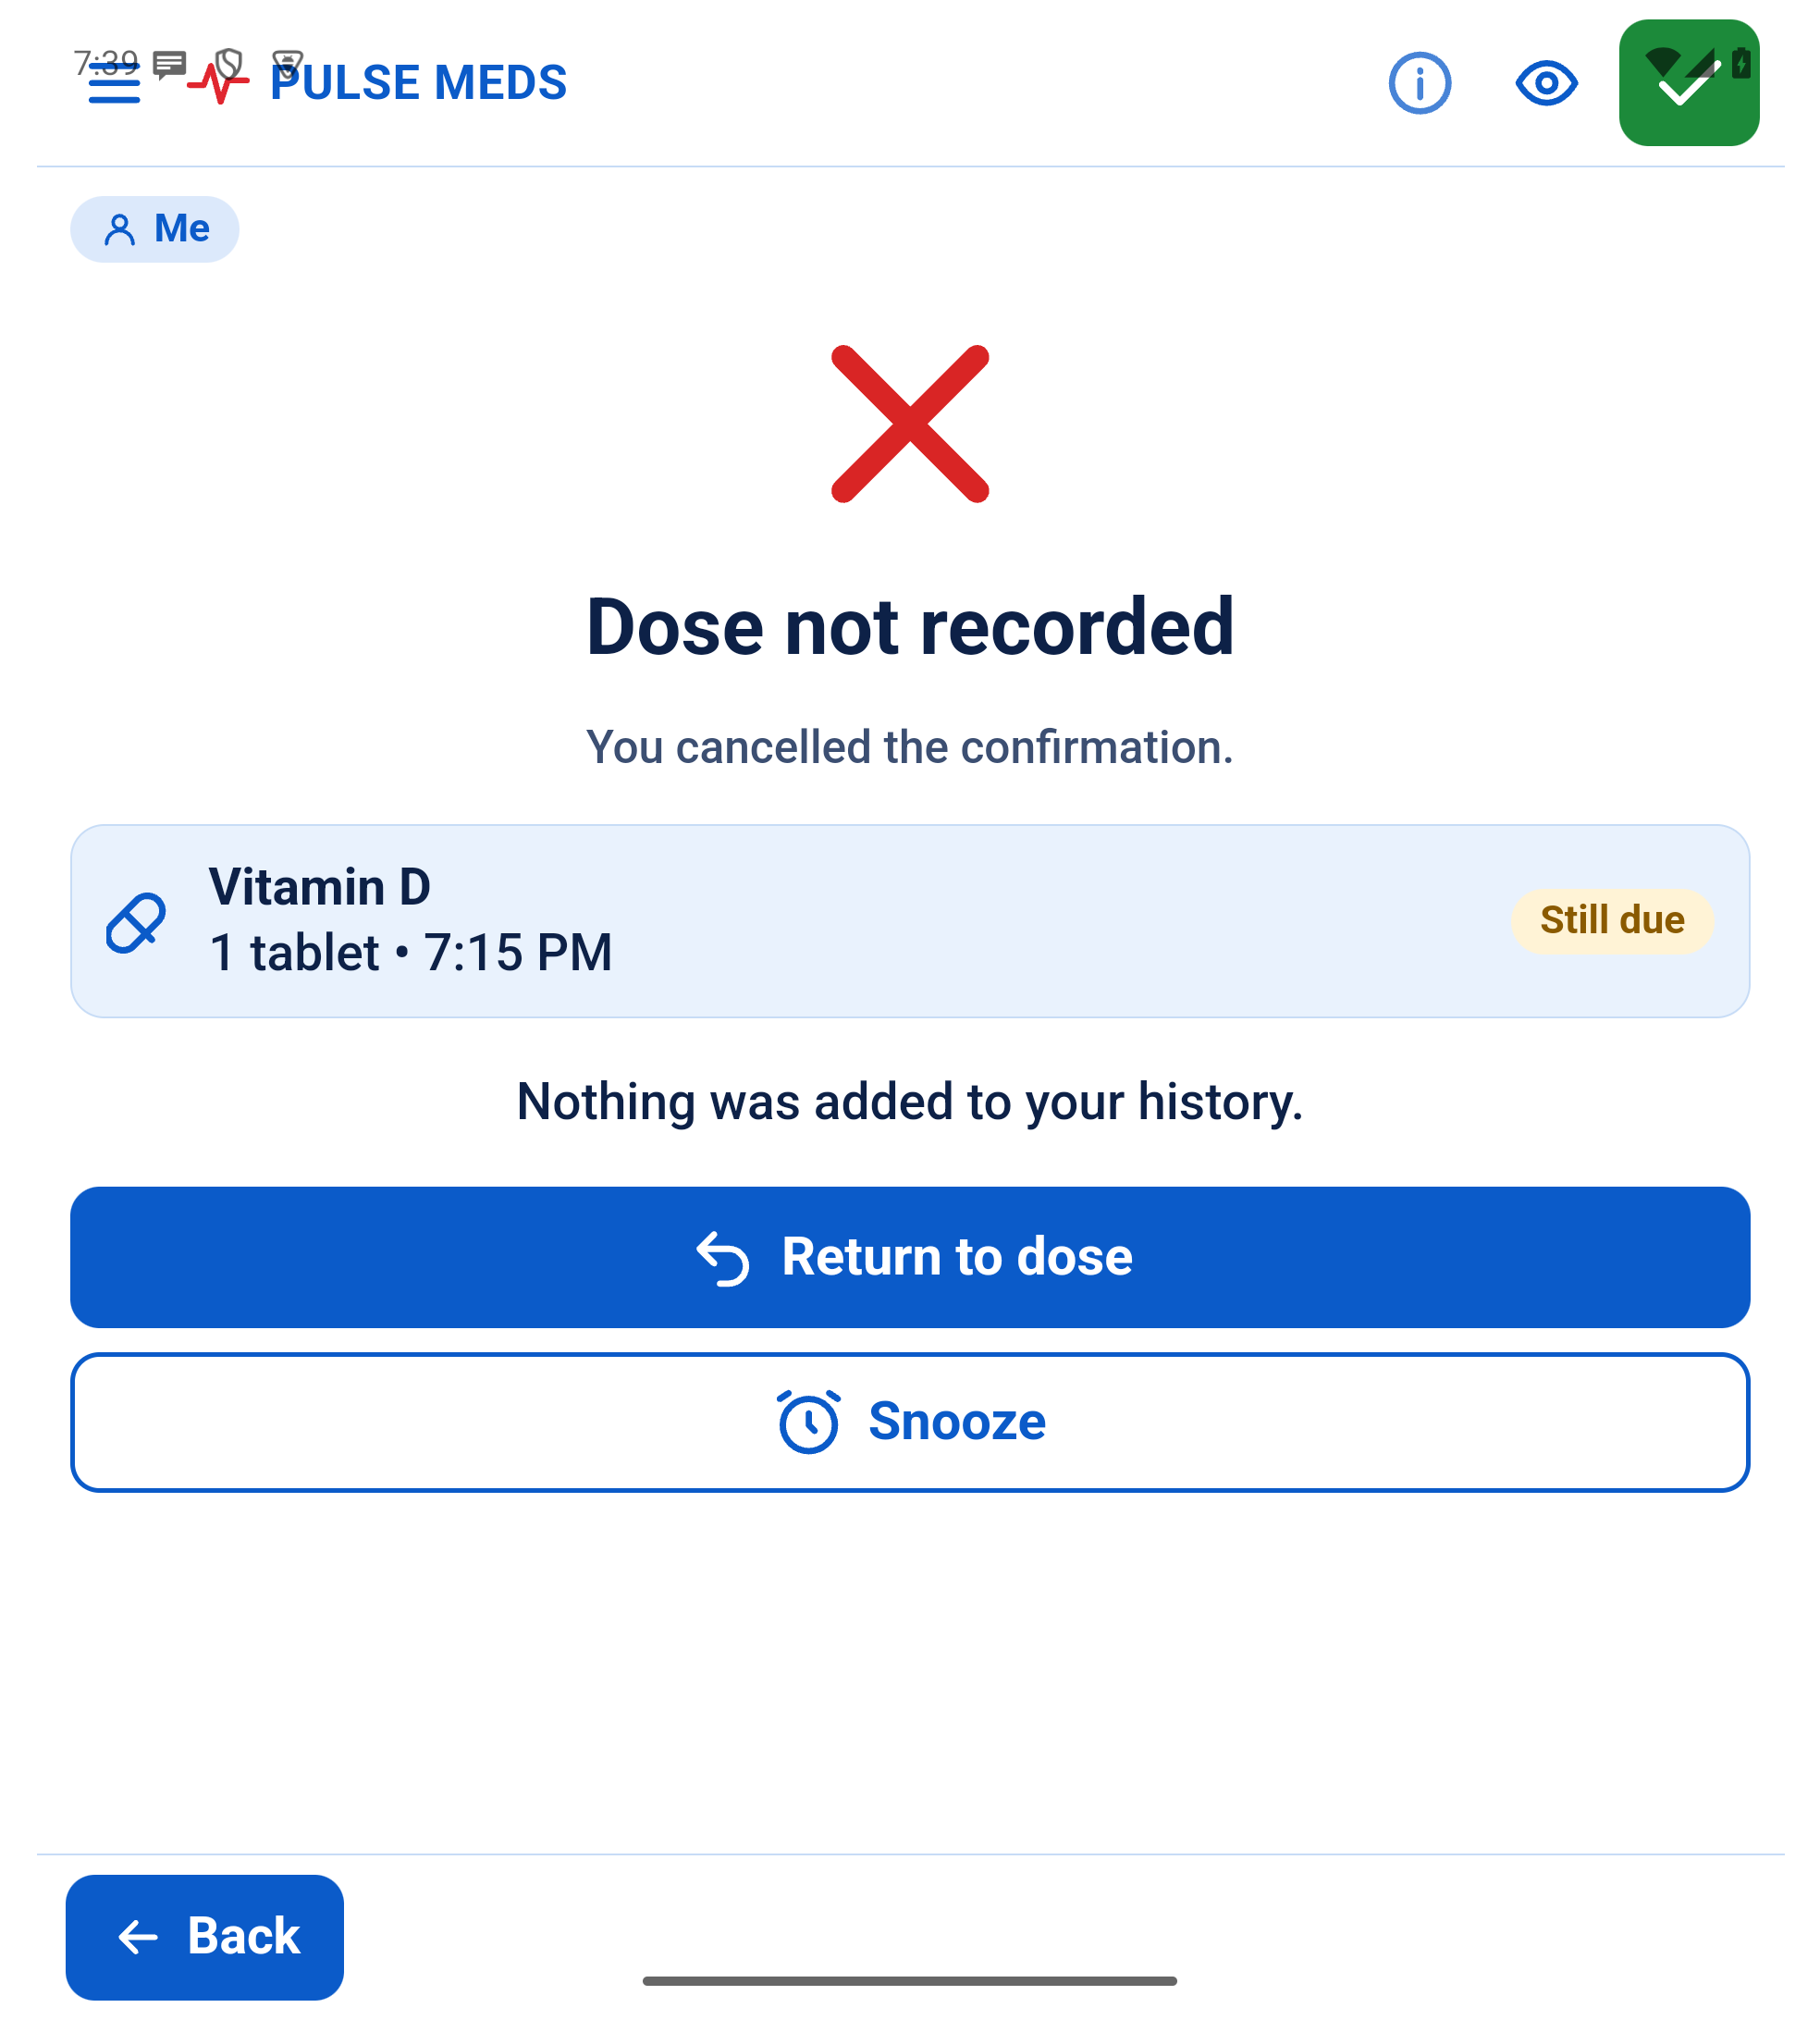 7:39
PULSE MEDS
Me
Dose not recorded
You cancelled the confirmation.
Vitamin D
1 tablet • 7:15 PM
Still due
Nothing was added to your history.
Return to dose
Snooze
Back